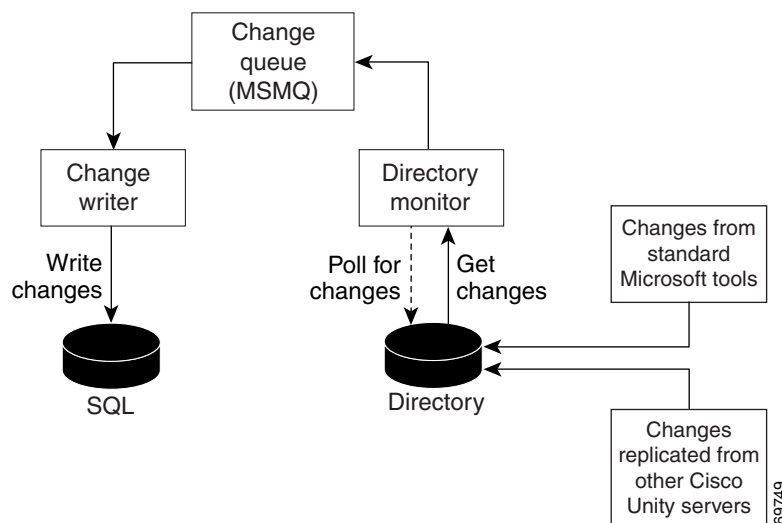 Change
queue
(MSMQ)
Change
writer
Directory
monitor
Changes from
standard
Microsoft tools
Write
changes
Poll for
changes
Get
changes
SQL
Directory
Changes
replicated from
other Cisco
Unity servers
69749